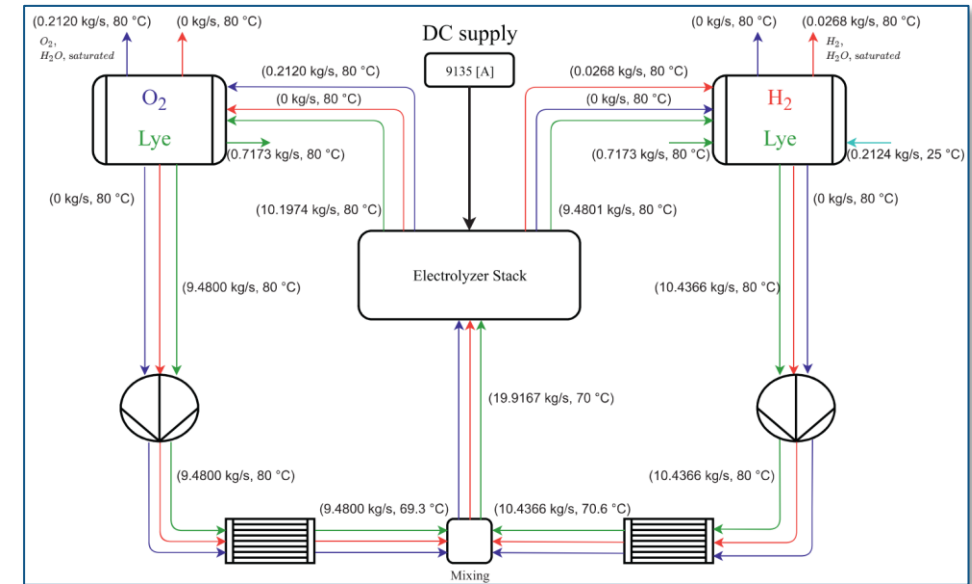 (0.2120 kg/s, 80 °C)
(0 kg/s, 80 °C)
O₂,
H₂O, saturated
DC supply
9135 [A]
(0 kg/s, 80 °C)
(0.0268 kg/s, 80 °C)
H₂,
H₂O, saturated
(0.2120 kg/s, 80 °C)
(0 kg/s, 80 °C)
(0.0268 kg/s, 80 °C)
(0 kg/s, 80 °C)
O₂
Lye
H₂
Lye
(0.7173 kg/s, 80 °C)
(0.7173 kg/s, 80 °C)
(0.2124 kg/s, 25 °C)
(0 kg/s, 80 °C)
(10.1974 kg/s, 80 °C)
(9.4801 kg/s, 80 °C)
(0 kg/s, 80 °C)
Electrolyzer Stack
(9.4800 kg/s, 80 °C)
(10.4366 kg/s, 80 °C)
(19.9167 kg/s, 70 °C)
(9.4800 kg/s, 80 °C)
(10.4366 kg/s, 80 °C)
(9.4800 kg/s, 69.3 °C)
(10.4366 kg/s, 70.6 °C)
Mixing